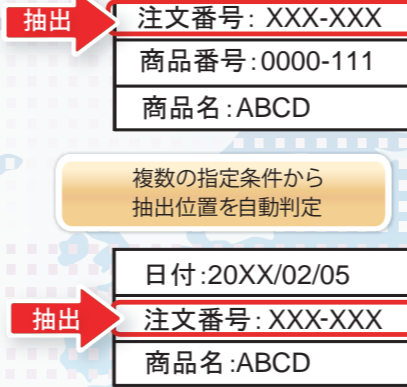 抽出
注文番号: XXX-XXX
商品番号:0000-111
商品名:ABCD
複数の指定条件から
抽出位置を自動判定
日付:20XX/02/05
抽出
注文番号: XXX-XXX
商品名:ABCD